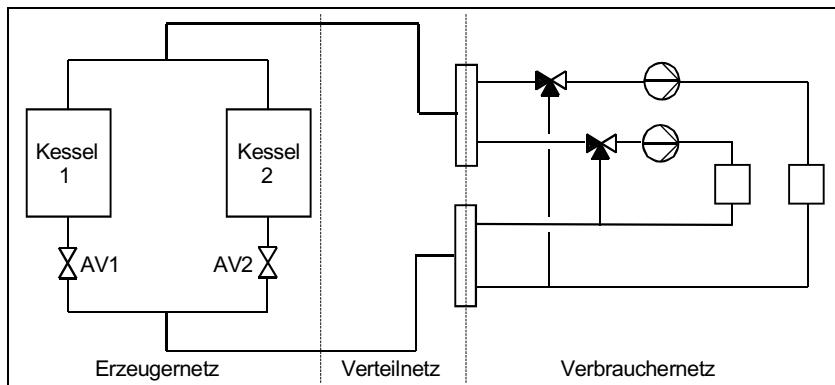 Kessel
1
Kessel
2
AV1
AV2
Erzeugernetz
Verteilnetz
Verbrauchernetz